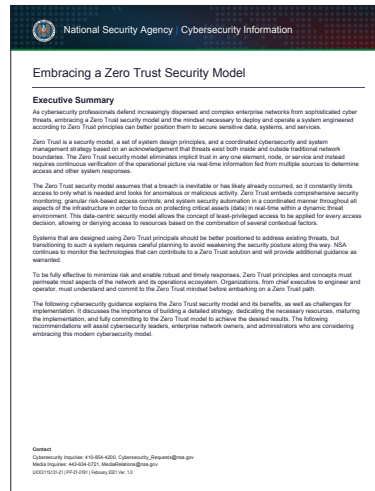 National Security Agency | Cybersecurity Information
Embracing a Zero Trust Security Model
Executive Summary
As cybersecurity professionals defend increasingly dispersed and complex enterprise networks from sophisticated cyber
threats, embracing a Zero Trust security model and the mindset necessary to deploy and operate a system engineered
according to Zero Trust principles can better position them to secure sensitive data, systems, and services.
Zero Trust is a security model, a set of system design principles, and a coordinated cybersecurity and system
management strategy based on an acknowledgement that threats exist both inside and outside traditional network
boundaries. The Zero Trust security model eliminates implicit trust in any one element, node, or service and instead
requires continuous verification of the operational picture via real-time information fed from multiple sources to determine
access and other system responses.
The Zero Trust security model assumes that a breach is inevitable or has likely already occurred, so it constantly limits
access to only what is needed and looks for anomalous or malicious activity. Zero Trust embeds comprehensive security
monitoring; granular risk-based access controls; and system security automation in a coordinated manner throughout all
aspects of the infrastructure in order to focus on protecting critical assets (data) in real-time within a dynamic threat
environment. This data-centric security model allows the concept of least-privileged access to be applied for every access
decision, allowing or denying access to resources based on the combination of several contextual factors.
Systems that are designed using Zero Trust principals should be better positioned to address existing threats, but
transitioning to such a system requires careful planning to avoid weakening the security posture along the way. NSA
continues to monitor the technologies that can contribute to a Zero Trust solution and will provide additional guidance as
warranted.
To be fully effective to minimize risk and enable robust and timely responses, Zero Trust principles and concepts must
permeate most aspects of the network and its operations ecosystem. Organizations, from chief executive to engineer and
operator, must understand and commit to the Zero Trust mindset before embarking on a Zero Trust path.
The following cybersecurity guidance explains the Zero Trust security model and its benefits, as well as challenges for
implementation. It discusses the importance of building a detailed strategy, dedicating the necessary resources, maturing
the implementation, and fully committing to the Zero Trust model to achieve the desired results. The following
recommendations will assist cybersecurity leaders, enterprise network owners, and administrators who are considering
embracing this modern cybersecurity model.
Contact
Cybersecurity Inquiries: 410-854-4200, Cybersecurity_Requests@nsa.gov
Media Inquiries: 443-634-0721, MediaRelations@nsa.gov
U/OO/115131-21 | PP-21-0191 | February 2021 Ver. 1.0